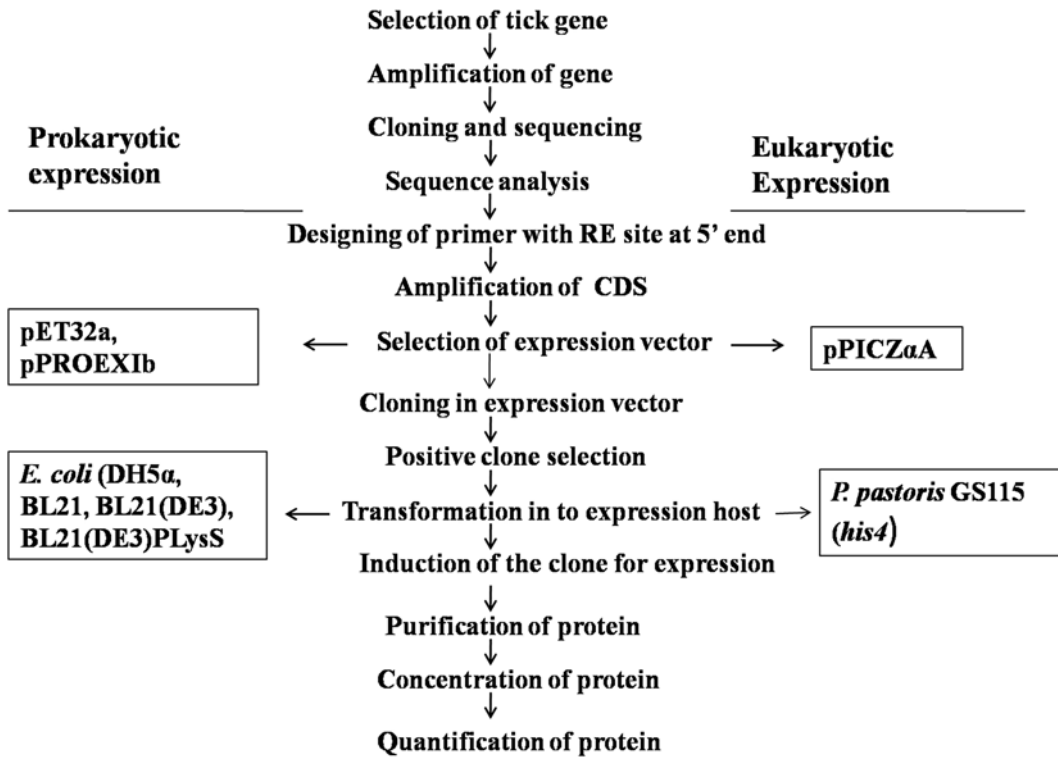 Selection of tick gene
Amplification of gene
Prokaryotic
expression
Cloning and sequencing
Eukaryotic
Expression
Sequence analysis
Designing of primer with RE site at 5’ end
Amplification of CDS
pET32a,
pPROEXIb
Selection of expression vector
pPICZαA
Cloning in expression vector
Positive clone selection
E. coli (DH5α,
BL21, BL21(DE3),
BL21(DE3)PLysS
Transformation in to expression host
P. pastoris GS115
(his4)
Induction of the clone for expression
Purification of protein
Concentration of protein
Quantification of protein